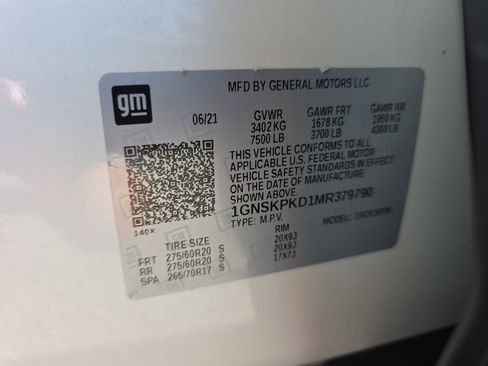 MFD BY GENERAL MOTORS LLC
gm
06/21 GVWR GAWR FRT GAWR RR
3402 KG 1678 KG 1950 KG
7500 LB 3700 LB 4300 LB
THIS VEHICLE CONFORMS TO ALL
APPLICABLE U.S. FEDERAL MOTOR
VEHICLE SAFETY STANDARDS IN EFFECT
ON THE DATE OF MANUFACTURE
SHOWN ABOVE.
1GNSKPKD1MR379790
140X
TYPE: M.P.V. MODEL:
TIRE SIZE RIM
FRT 275/60R20 S 20X9J
RR 275/60R20 S 20X9J
SPA 265/70R17 S 17X7J